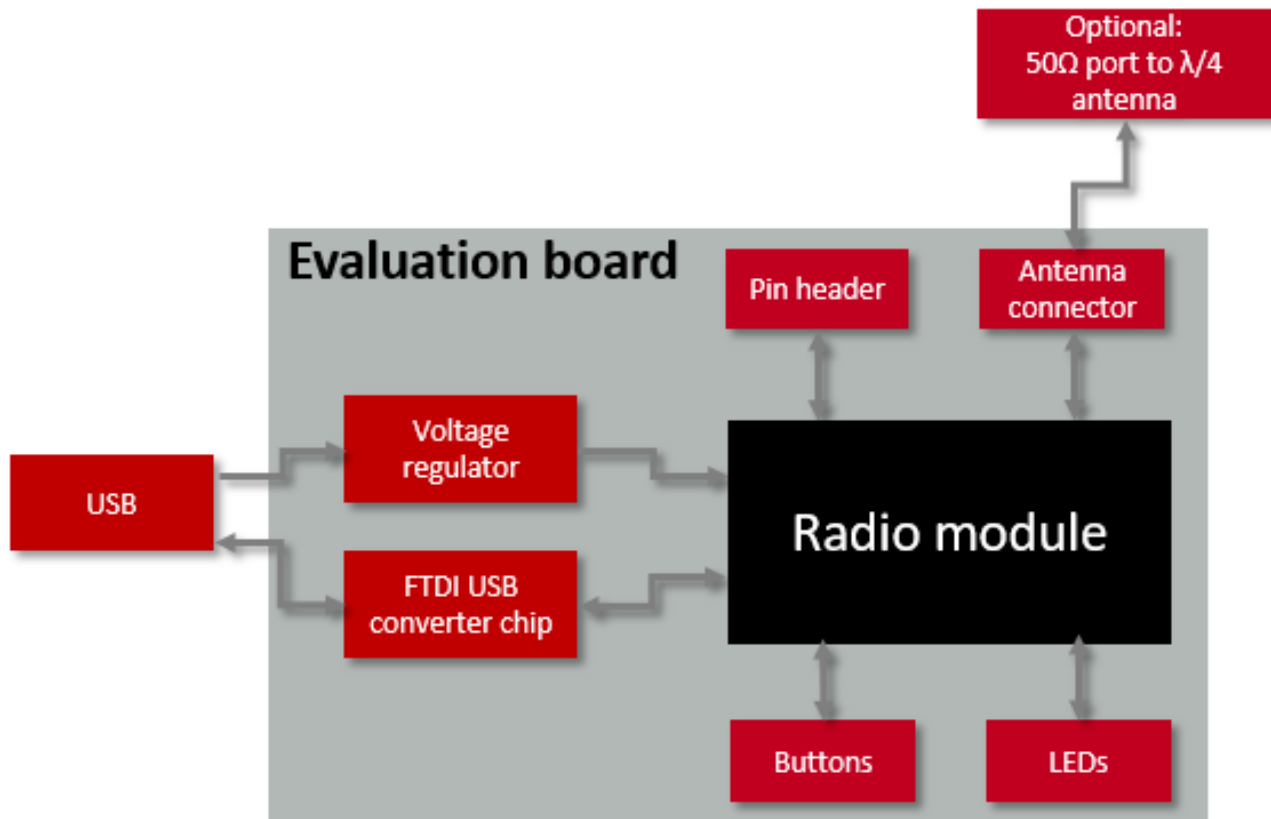 Optional:
50Ω port to λ/4
antenna
Evaluation board
Pin header
Antenna
connector
Voltage
regulator
USB
Radio module
FTDI USB
converter chip
Buttons
LEDs